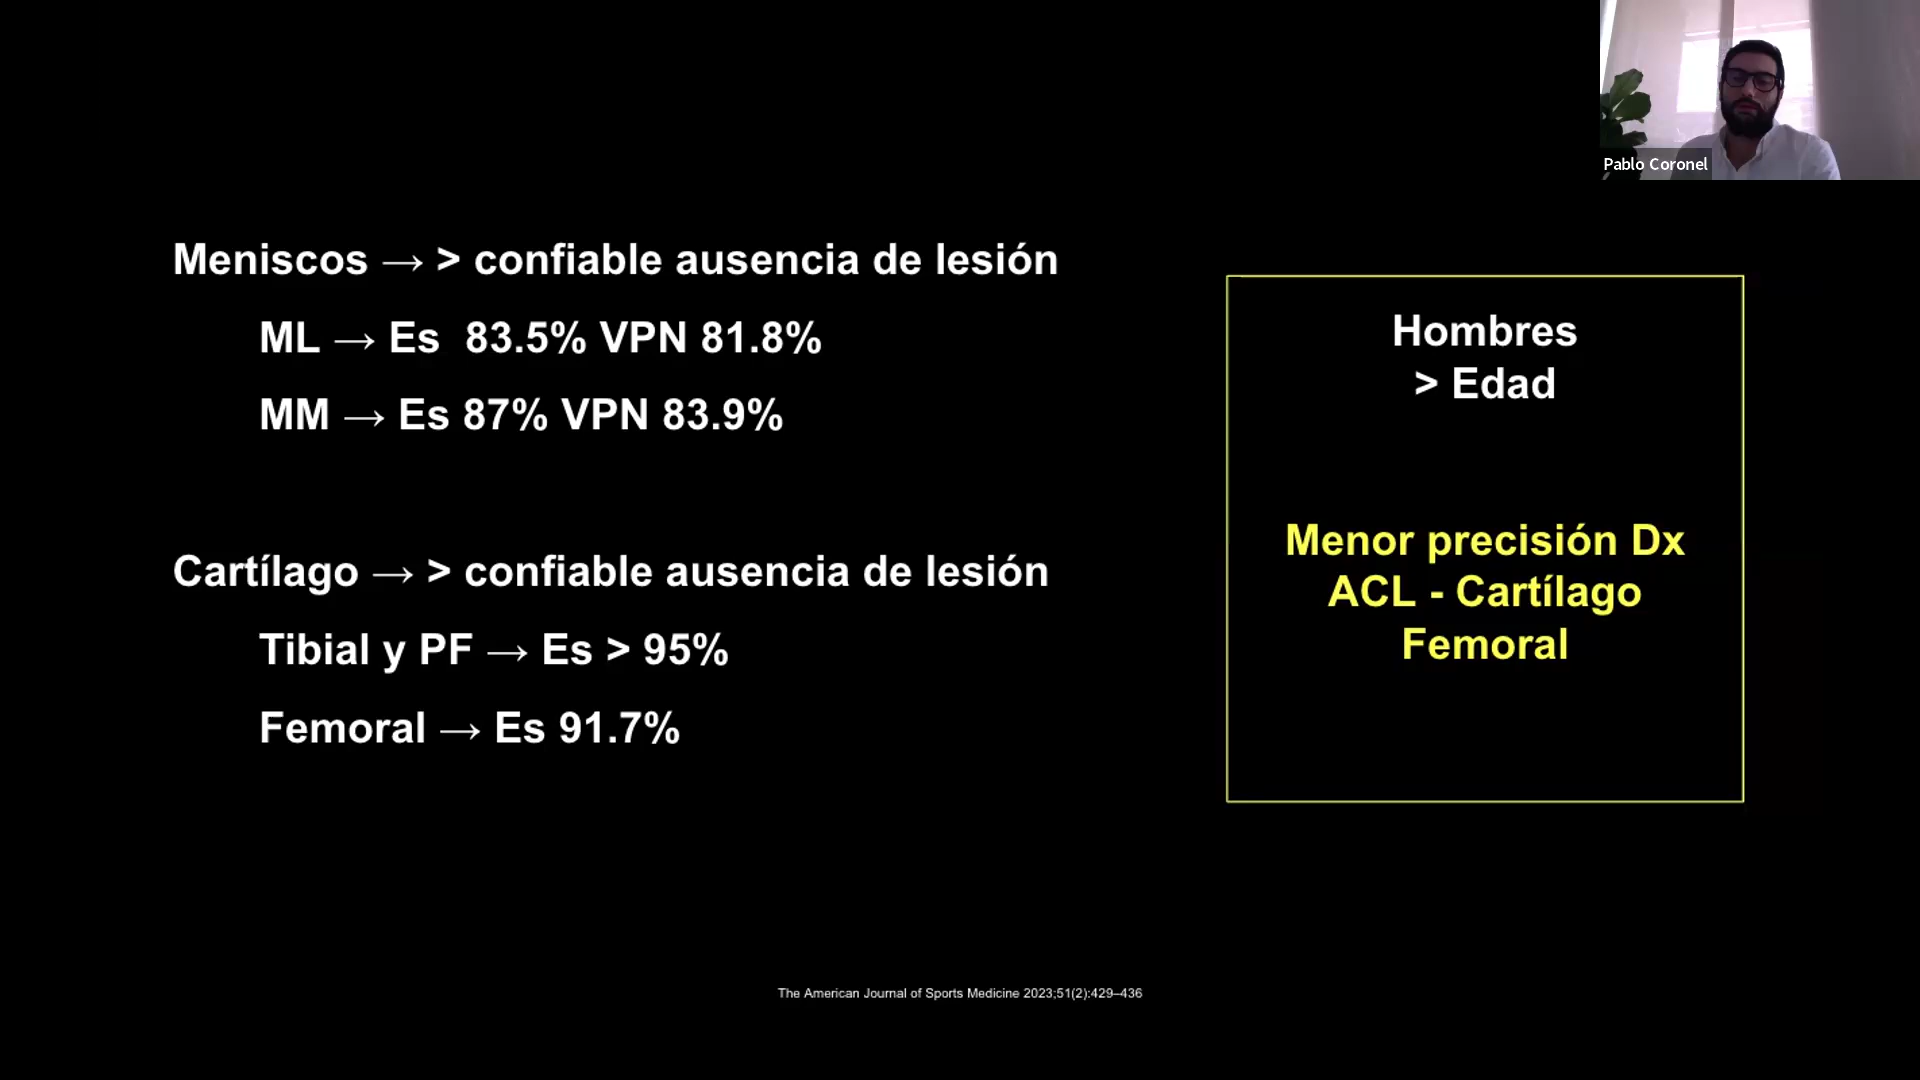 Pablo Coronel
Meniscos → > confiable ausencia de lesión
ML → Es 83.5% VPN 81.8%
MM → Es 87% VPN 83.9%
Cartílago → > confiable ausencia de lesión
Tibial y PF → Es > 95%
Femoral → Es 91.7%
Hombres
> Edad
Menor precisión Dx
ACL - Cartílago
Femoral
The American Journal of Sports Medicine 2023;51(2):429–436